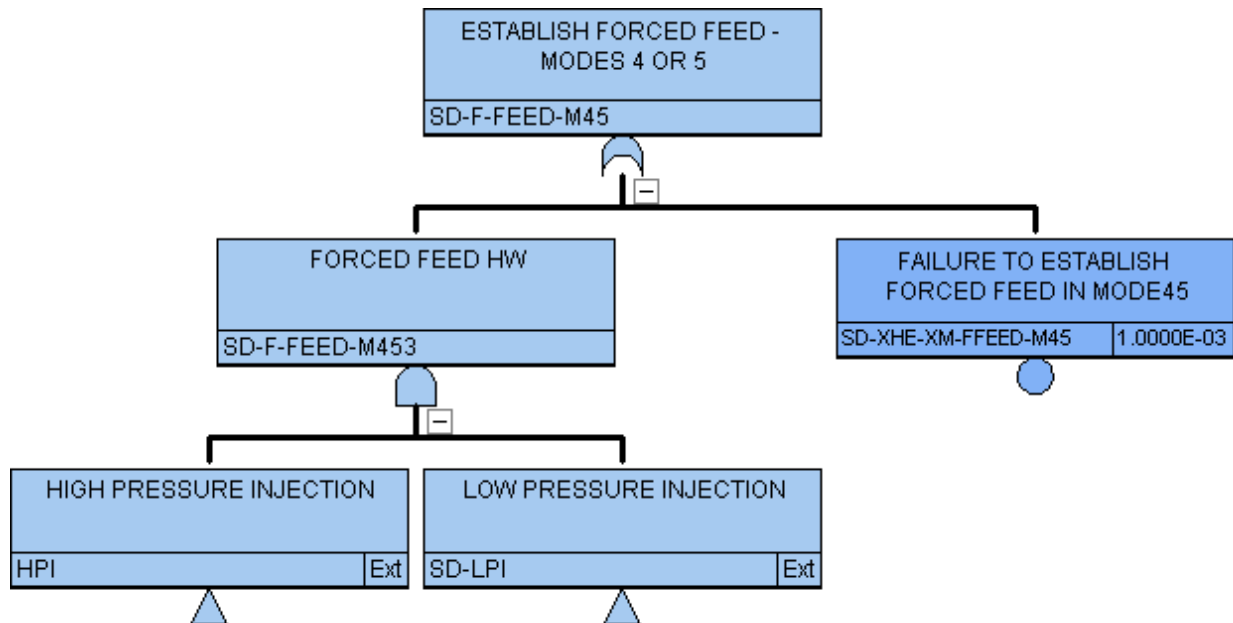 ESTABLISH FORCED FEED -
MODES 4 OR 5
SD-F-FEED-M45
FORCED FEED HW
SD-F-FEED-M453
FAILURE TO ESTABLISH
FORCED FEED IN MODE45
SD-XHE-XM-FFEED-M45 1.0000E-03
HIGH PRESSURE INJECTION
HPI Ext
LOW PRESSURE INJECTION
SD-LPI Ext